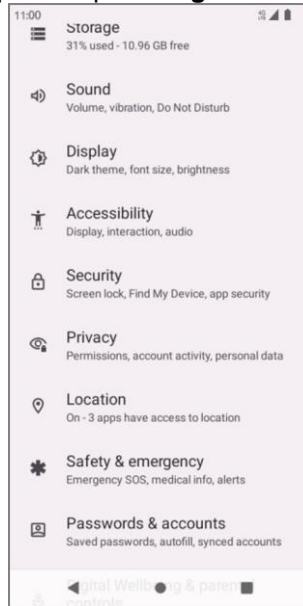 11:00
Storage
31% used - 10.96 GB free
Sound
Volume, vibration, Do Not Disturb
Display
Dark theme, font size, brightness
Accessibility
Display, interaction, audio
Security
Screen lock, Find My Device, app security
Privacy
Permissions, account activity, personal data
Location
On - 3 apps have access to location
Safety & emergency
Emergency SOS, medical info, alerts
Passwords & accounts
Saved passwords, autofill, synced accounts
Digital Wellbeing & parental
controls